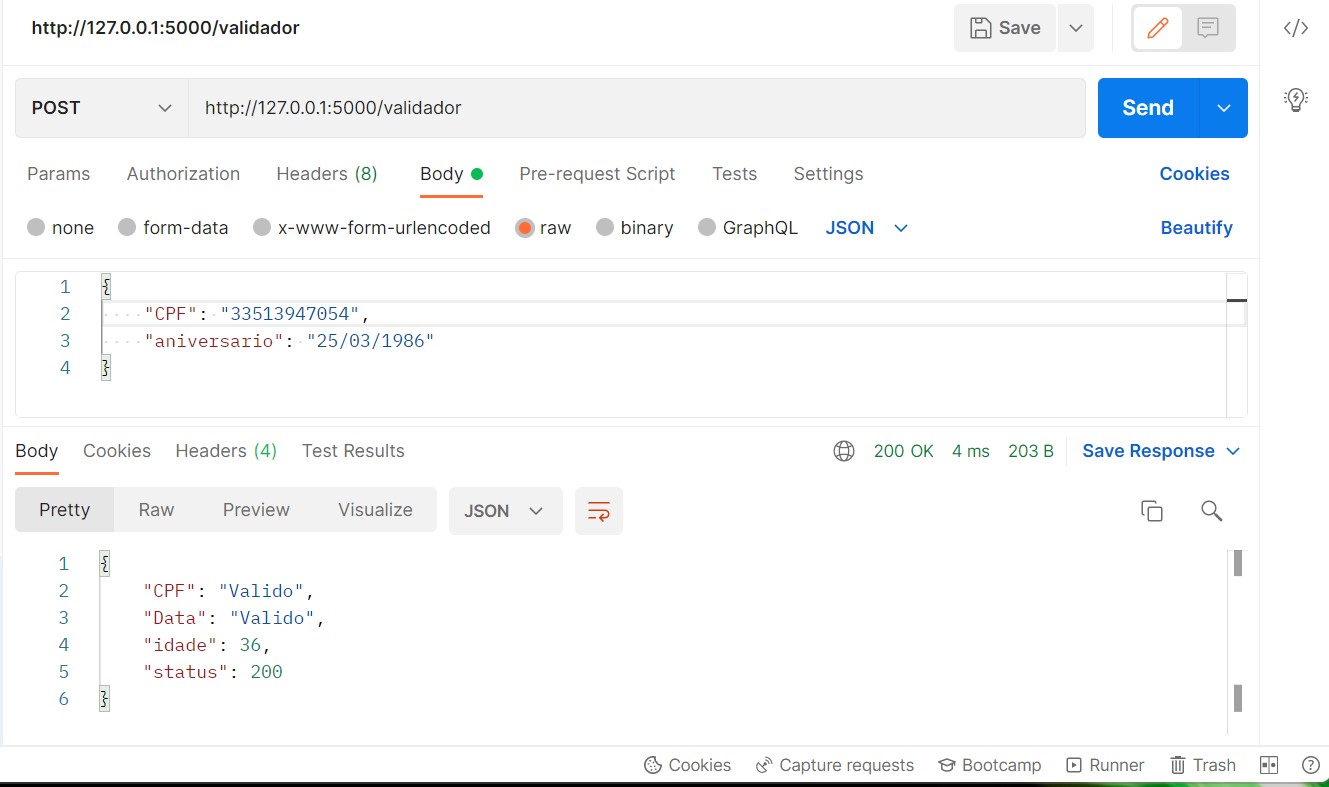 http://127.0.0.1:5000/validador
Save
POST
http://127.0.0.1:5000/validador
Send
Params Authorization Headers (8) Body Pre-request Script Tests Settings Cookies
none form-data x-www-form-urlencoded raw binary GraphQL JSON Beautify
1 {
2 "CPF": "33513947054",
3 "aniversario": "25/03/1986"
4 }
Body Cookies Headers (4) Test Results 200 OK 4 ms 203 B Save Response
Pretty Raw Preview Visualize JSON
1 {
2 "CPF": "Valido",
3 "Data": "Valido",
4 "idade": 36,
5 "status": 200
6 }
Cookies Capture requests Bootcamp Runner Trash